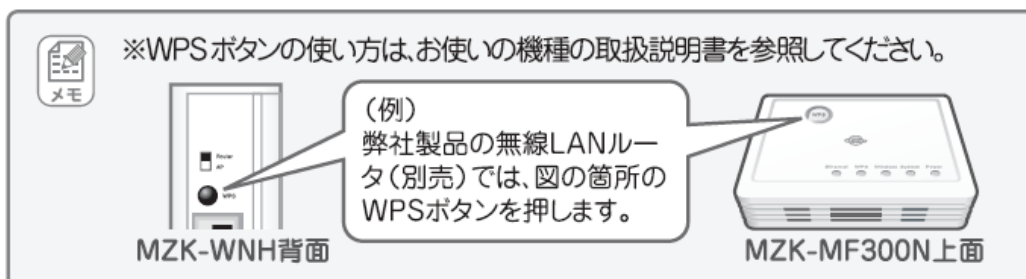 ※WPSボタンの使い方は、お使いの機種の取扱説明書を参照してください。
メモ
（例）
弊社製品の無線LANルー
タ（別売）では、図の箇所の
WPSボタンを押します。
Router
AP
WPS
WPS
MZK-WNH背面
MZK-MF300N上面